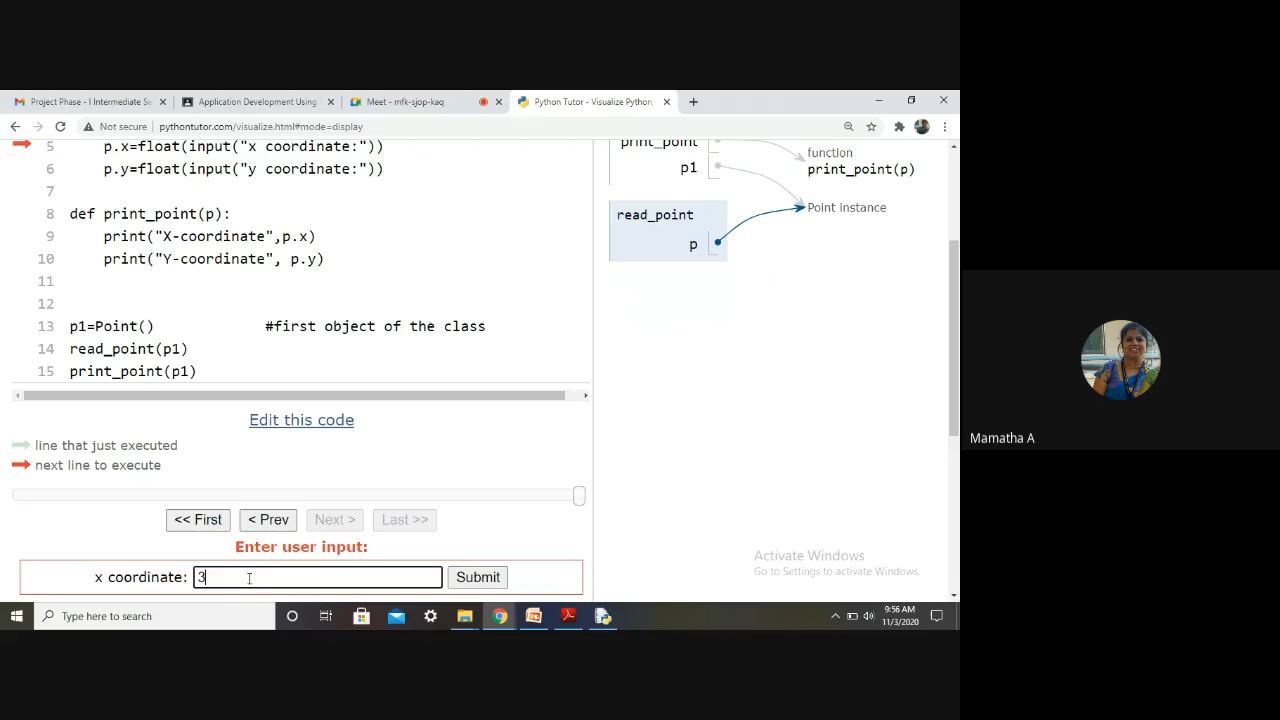 Project Phase - I Intermediate Se
Application Development Using
Meet - mfk-sjop-kaq
Python Tutor - Visualize Python,
Not secure
pythontutor.com/visualize.html#mode=display
5 p.x=float(input("x coordinate:"))
6 p.y=float(input("y coordinate:"))
7
8 def print_point(p):
9 print("X-coordinate",p.x)
10 print("Y-coordinate", p.y)
11
12
13 p1=Point() #first object of the class
14 read_point(p1)
15 print_point(p1)
Edit this code
line that just executed
next line to execute
<< First
< Prev
Next >
Last >>
Enter user input:
x coordinate: 3
Submit
print_point
p1
function
print_point(p)
Point instance
read_point
p
Activate Windows
Go to Settings to activate Windows.
Type here to search
9:56 AM
11/3/2020
Mamatha A